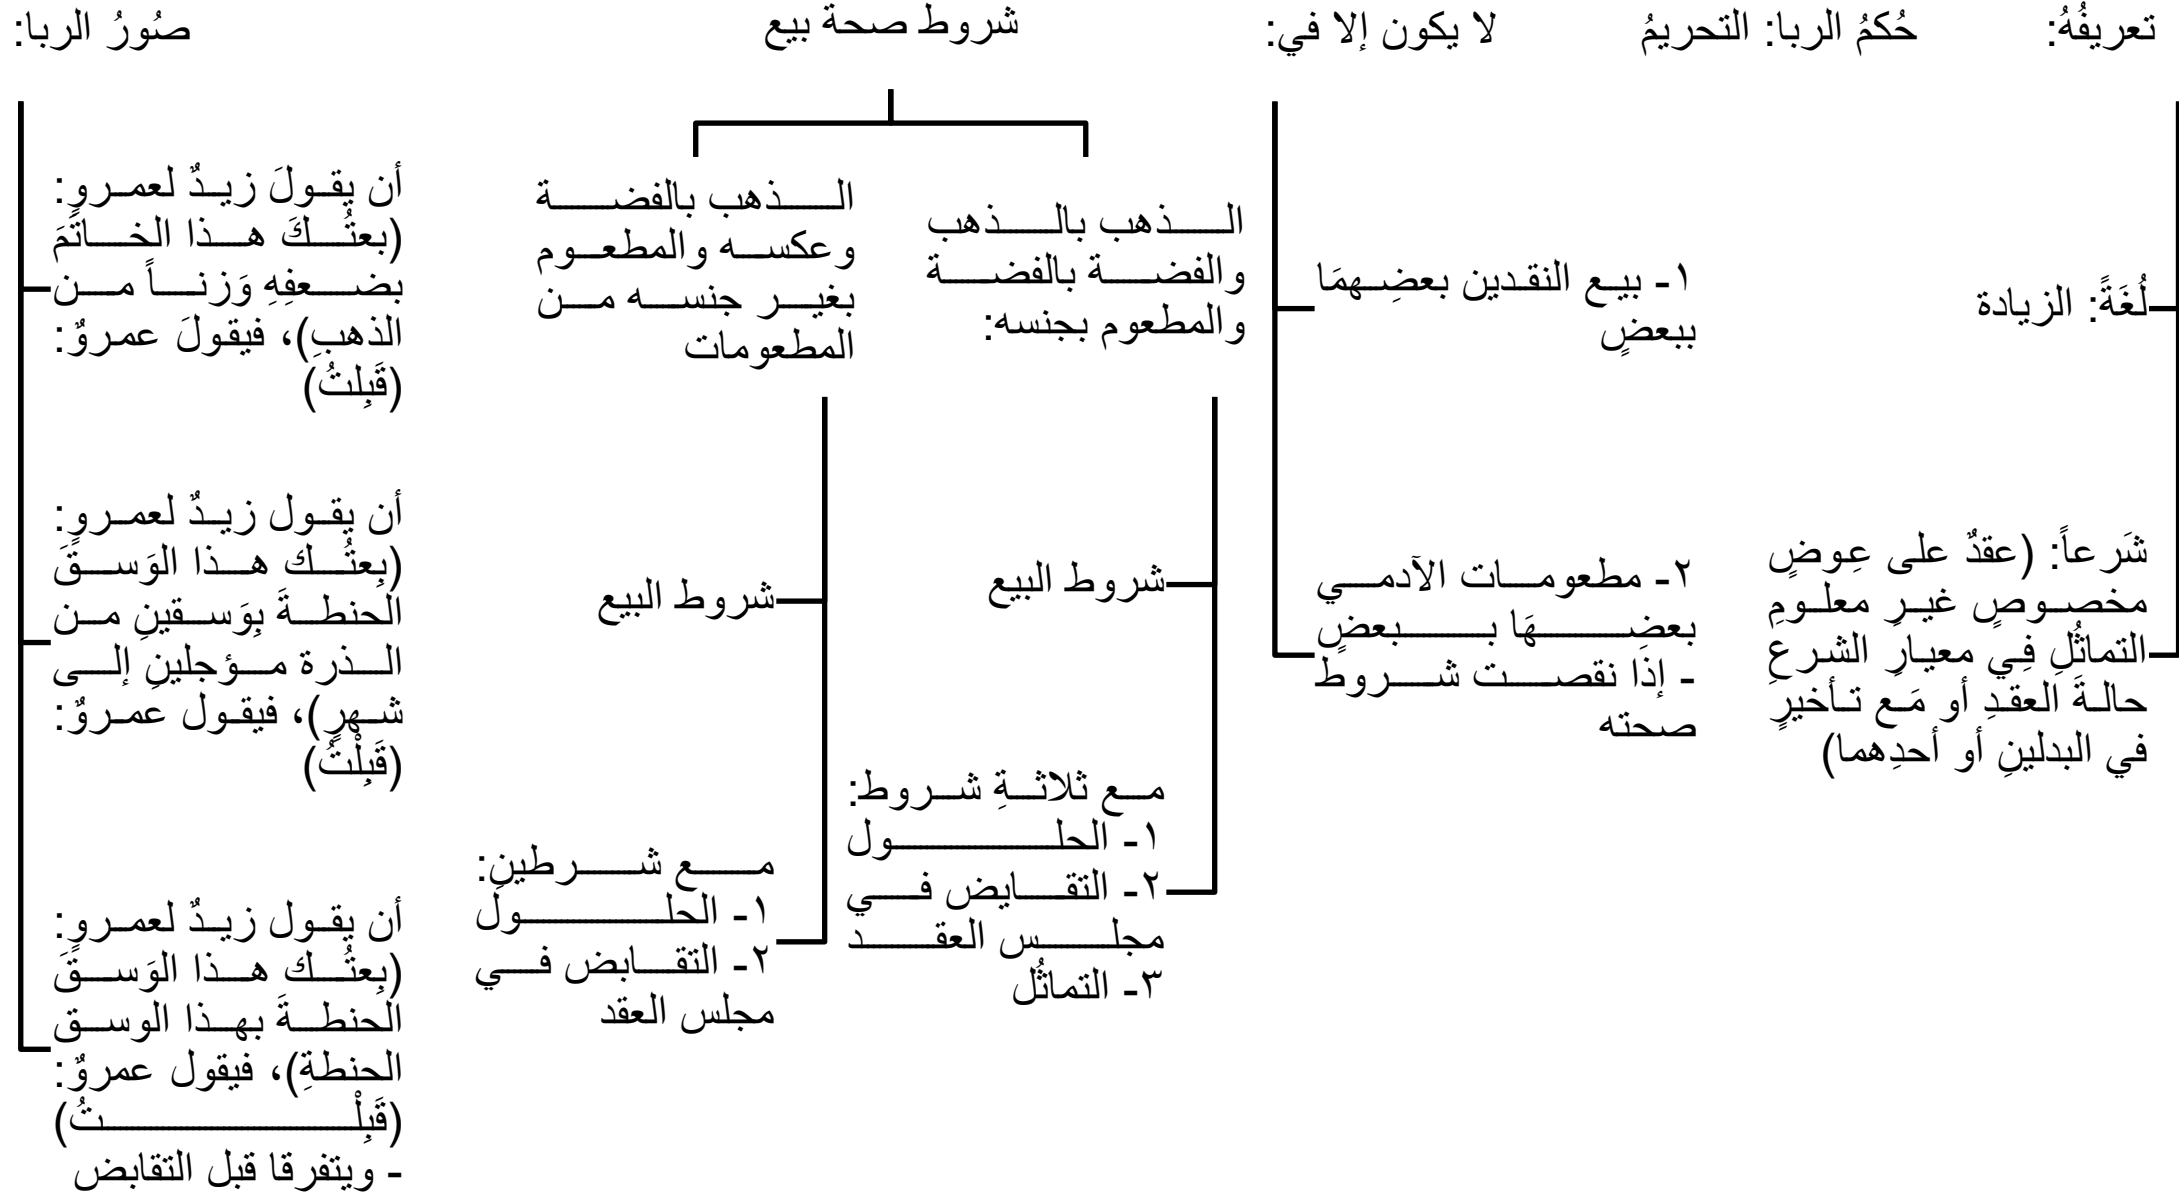 تعريفُهُ:
لُغَةً: الزيادة
شَرعاً: (عقدٌ على عِوضٍ
مخصوصٍ غيرِ معلومِ
التماثُلِ فِي معيارِ الشرعِ
حالةَ العقدِ أو مَع تأخيرٍ
في البدلينِ أو أحدِهما)
حُكمُ الربا: التحريمُ
لا يكون إلا في:
١- بيع النقدين بعضِهمَا
ببعضٍ
٢- مطعومات الآدمي
بعضِهَا ببعضٍ
- إذا نقصت شروط
صحته
شروط صحة بيع
الذهب بالذهب
والفضة بالفضة
والمطعوم بجنسه:
شروط البيع
مع ثلاثةِ شروط:
١- الحلول
٢- التقايض في
مجلس العقد
٣- التماثُل
الذهب بالفضة
وعكسه والمطعوم
بغير جنسه من
المطعومات
شروط البيع
مع شرطينِ:
١- الحلول
٢- التقابض في
مجلس العقد
صُورُ الربا:
أن يقولَ زيدٌ لعمروٍ:
(بعتُكَ هذا الخاتَمَ
بضعفِهِ وَزناً من
الذهبِ)، فيقولَ عمروٌ:
(قَبِلتُ)
أن يقول زيدٌ لعمروٍ:
(بِعتُك هذا الوَسقَ
الحنطةَ بِوَسقينِ من
الذرة مؤجلينِ إلى
شهرٍ)، فيقول عمروٌ:
(قَبِلْتُ)
أن يقول زيدٌ لعمروٍ:
(بِعتُك هذا الوَسقَ
الحنطةَ بهذا الوسق
الحنطةِ)، فيقول عمروٌ:
(قَبِلْتُ)
- ويتفرقا قبل التقابض